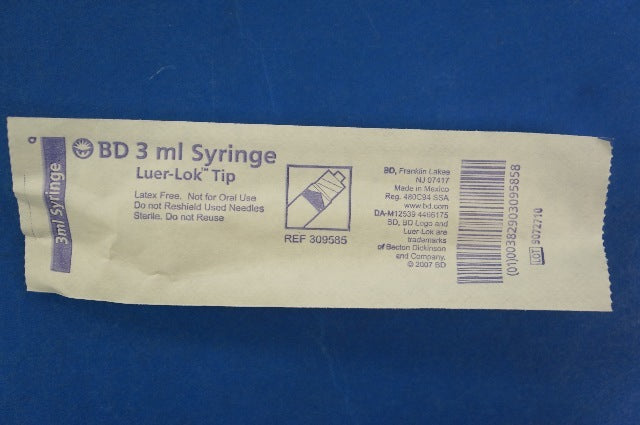 3ml Syringe
BD 3 ml Syringe
Luer-Lok™ Tip
Latex Free. Not for Oral Use
Do not Reshield Used Needles
Sterile. Do not Reuse
REF 309585
BD, Franklin Lakes
NJ 07417
Made in Mexico
Reg. 480C94 SSA
www.bd.com
DA-M12539 4496175
BD, BD Logo and
Luer-Lok are
trademarks
of Becton Dickinson
and Company.
© 2007 BD
(01)00382903095858
LOT 9072710